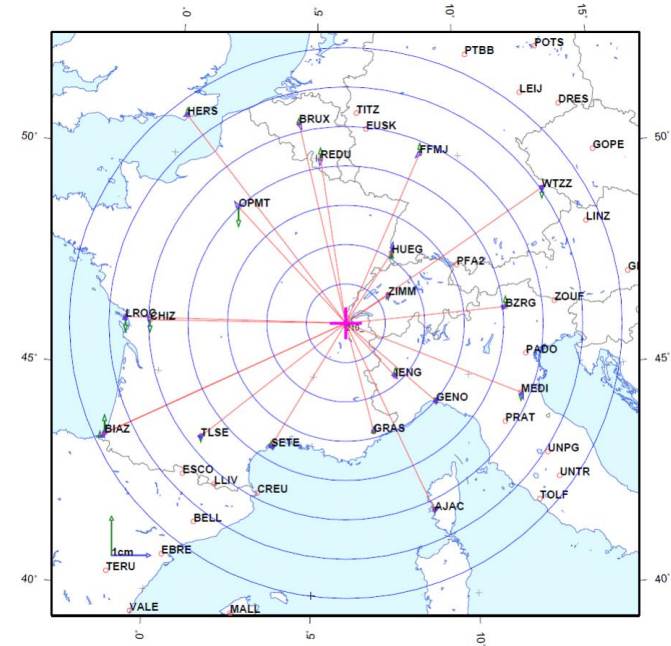 0° 5° 10° 15°
POTS
PTBB
LEIJ
DRES
HERS
TITZ
BRUX
EUSK
50° 50°
GOPE
FFMJ
REDU
WTZZ
OPMT
LINZ
HUEG
PFA2
ZIMM
ZOUF
BZRG
LROC
CHIZ
PADO
45° 45°
IENG
MEDI
GENO
PRAT
GRAS
BIAZ
TLSE
SETE
UNPG
ESCO
UNTR
LLIV
CREU
TOLF
AJAC
BELL
1cm
EBRE
TERU
40° 40°
VALE
MALL
0° 5° 10°